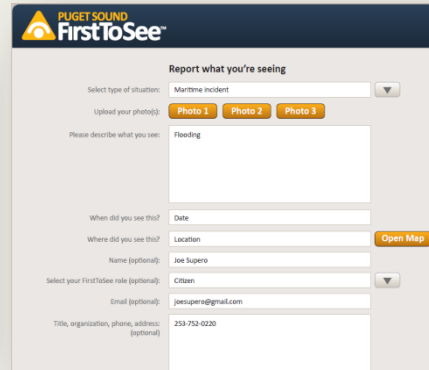 PUGET SOUND
FirstToSee™
Report what you're seeing
Select type of situation: Maritime incident
Upload your photo(s): Photo 1 Photo 2 Photo 3
Please describe what you see: Flooding
When did you see this? Date
Where did you see this? Location Open Map
Name (optional): Joe Supero
Select your FirstToSee role (optional): Citizen
Email (optional): joesupero@gmail.com
Title, organization, phone, address: 253-752-0220
(optional)